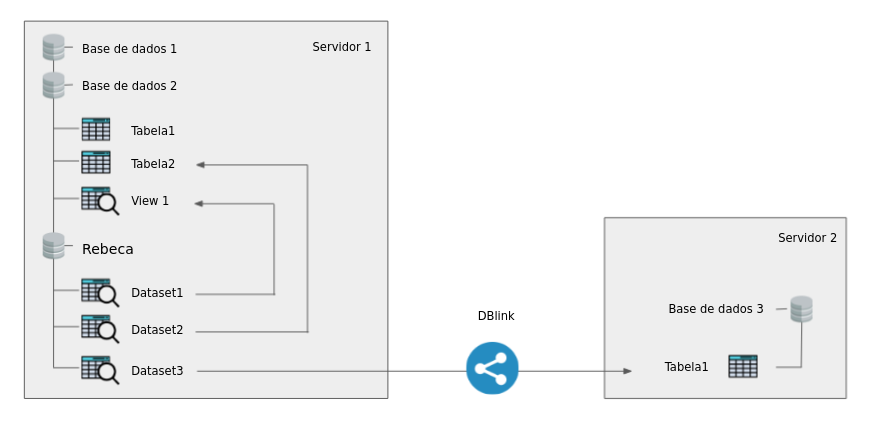 Servidor 1
Base de dados 1
Base de dados 2
Tabela1
Tabela2
View 1
Rebeca
Dataset1
Dataset2
Dataset3
DBlink
Servidor 2
Base de dados 3
Tabela1